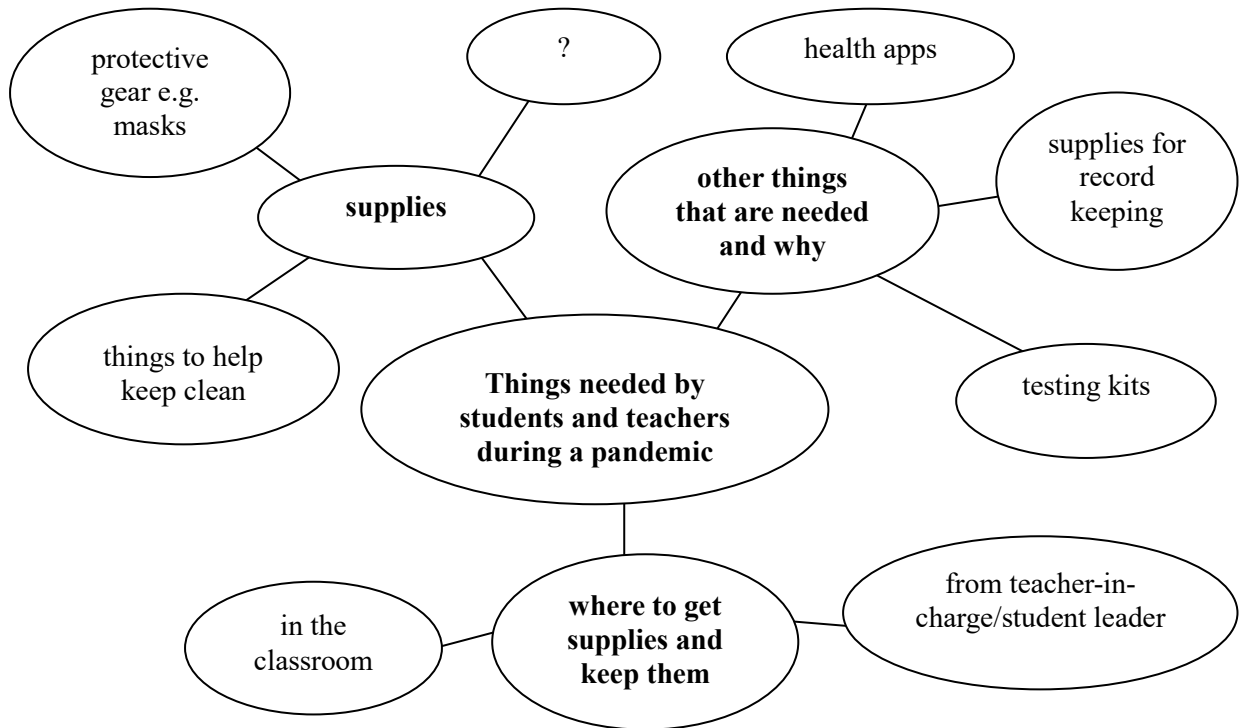 protective
gear e.g.
masks
?
health apps
supplies for
record
keeping
supplies
other things
that are needed
and why
things to help
keep clean
Things needed by
students and teachers
during a pandemic
testing kits
in the
classroom
where to get
supplies and
keep them
from teacher-in-
charge/student leader